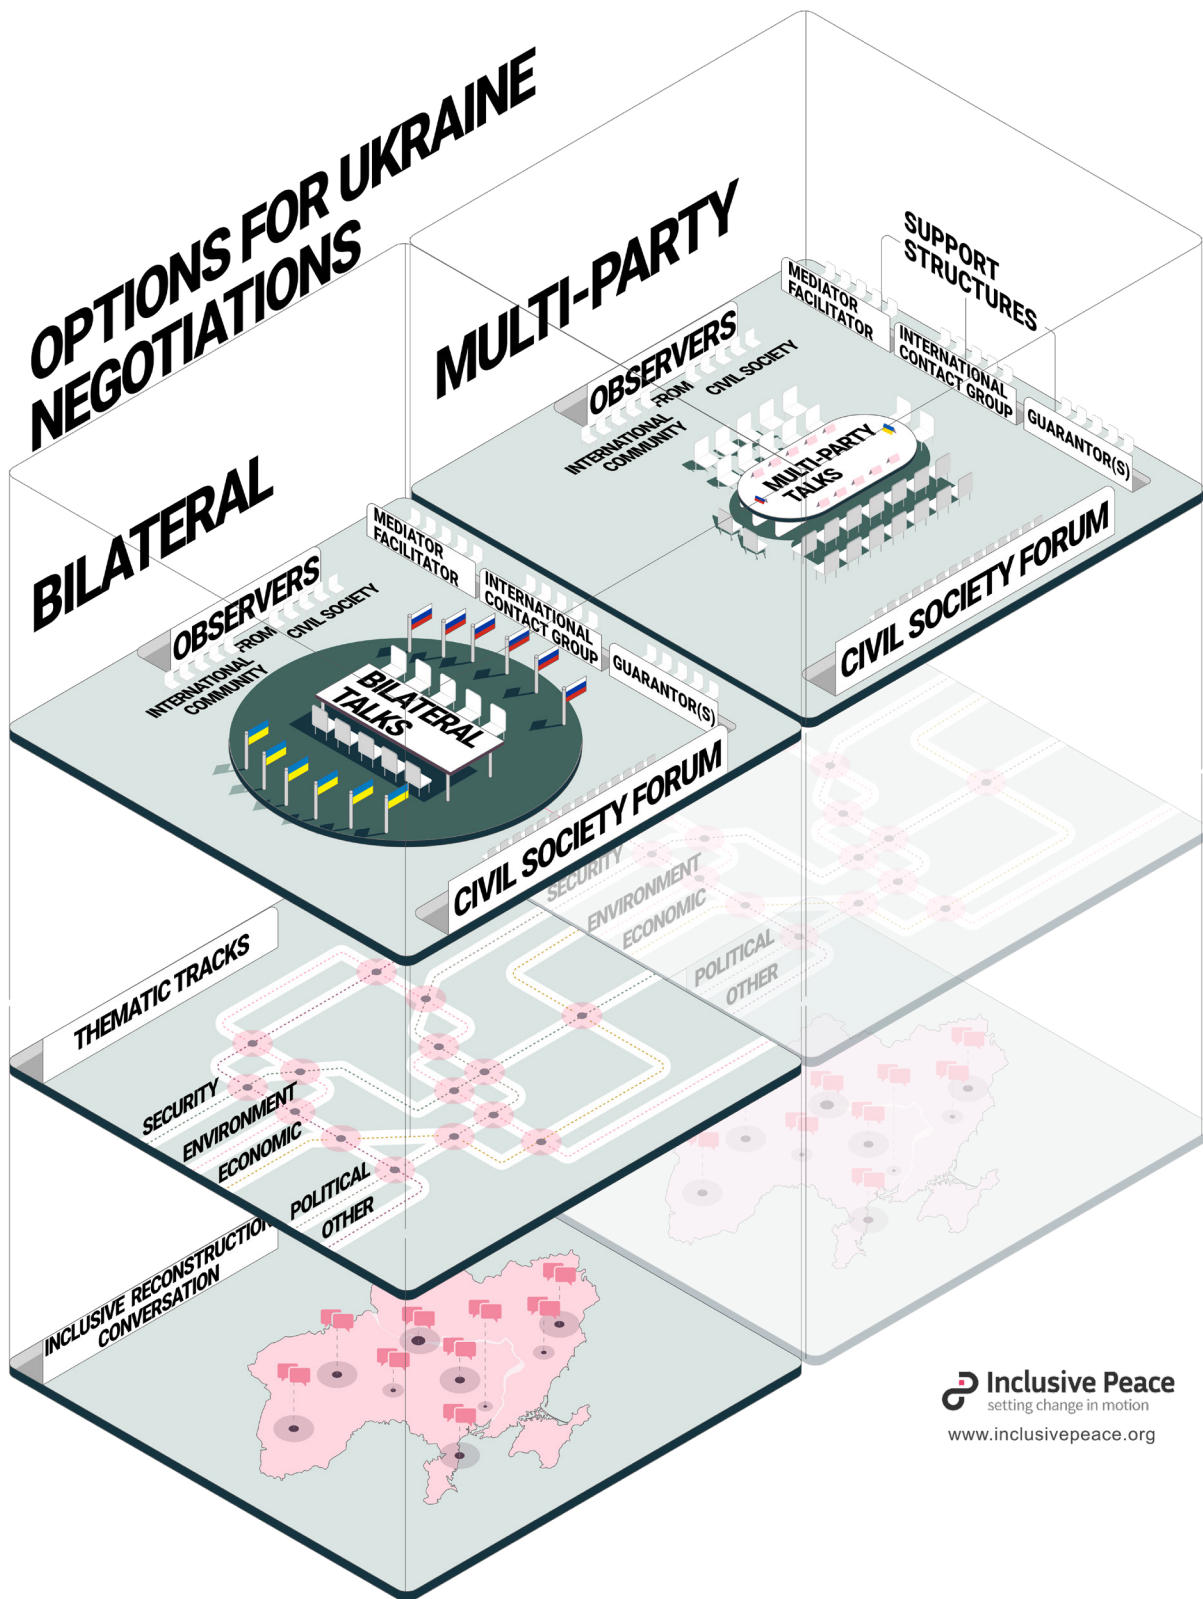 OPTIONS FOR UKRAINE
NEGOTIATIONS
MULTI-PARTY
SUPPORT
STRUCTURES
MEDIATOR
FACILITATOR
INTERNATIONAL
CONTACT GROUP
GUARANTOR(S)
OBSERVERS
FROM
CIVIL SOCIETY
INTERNATIONAL
COMMUNITY
MULTI-PARTY
TALKS
CIVIL SOCIETY FORUM
BILATERAL
MEDIATOR
FACILITATOR
INTERNATIONAL
CONTACT GROUP
GUARANTOR(S)
OBSERVERS
FROM
CIVIL SOCIETY
INTERNATIONAL
COMMUNITY
BILATERAL
TALKS
CIVIL SOCIETY FORUM
SECURITY
ENVIRONMENT
ECONOMIC
POLITICAL
OTHER
THEMATIC TRACKS
SECURITY
ENVIRONMENT
ECONOMIC
POLITICAL
OTHER
INCLUSIVE RECONSTRUCTION
CONVERSATION
Inclusive Peace
setting change in motion
www.inclusivepeace.org